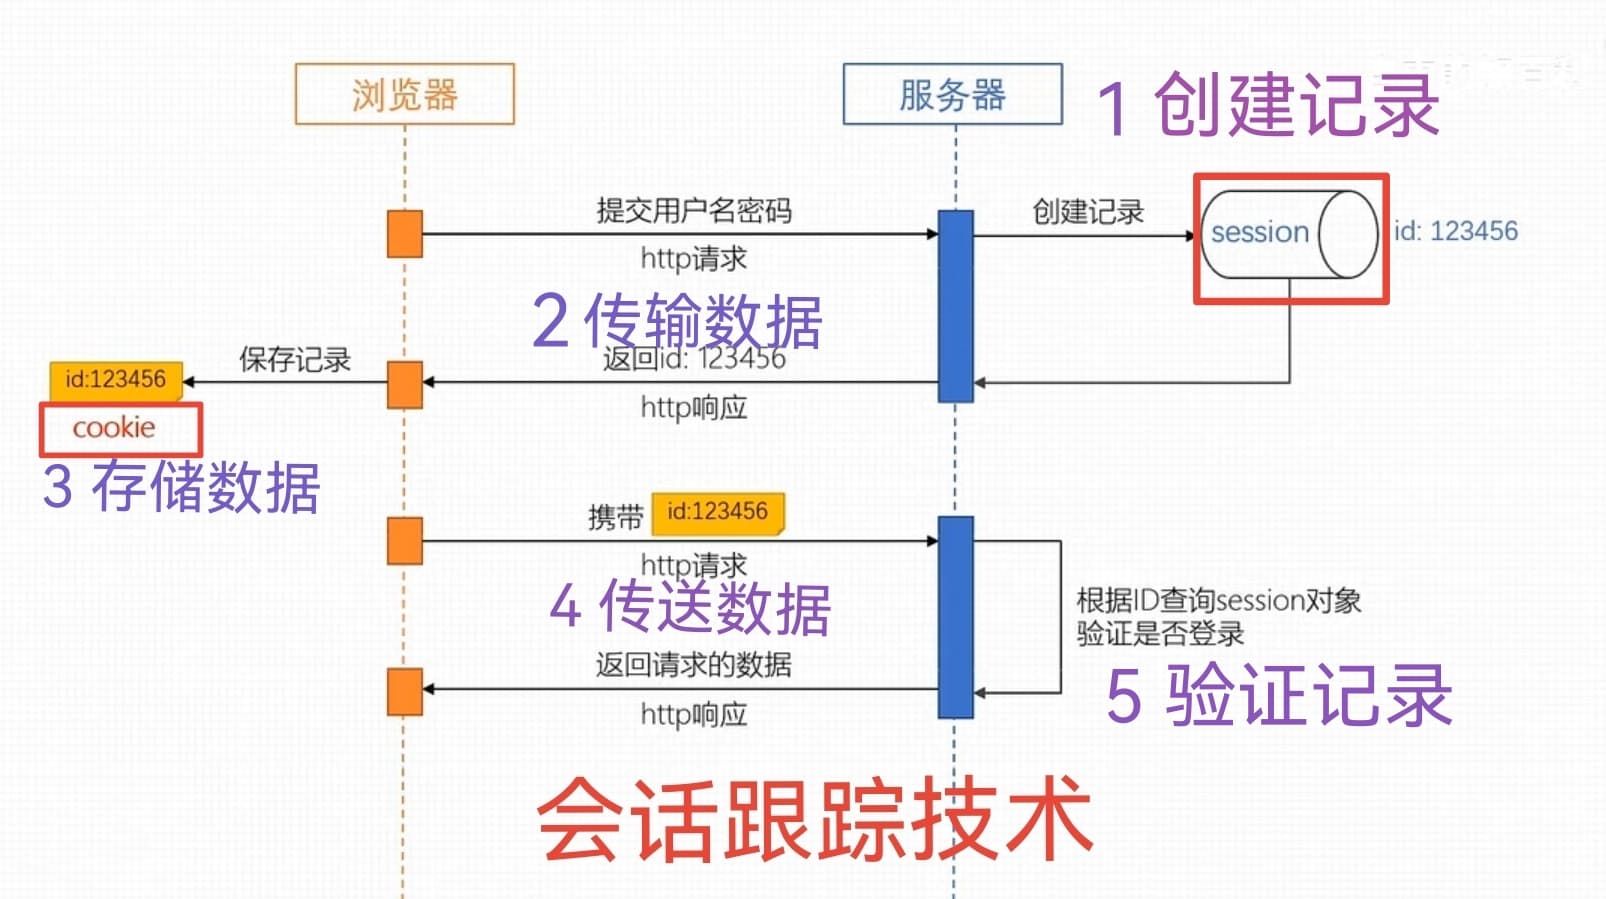 浏览器
服务器
1 创建记录
提交用户名密码
创建记录
session
id: 123456
http请求
2 传输数据
返回id: 123456
保存记录
id:123456
http响应
cookie
3 存储数据
携带
id:123456
http请求
4 传送数据
根据ID查询session对象
验证是否登录
返回请求的数据
5 验证记录
http响应
会话跟踪技术